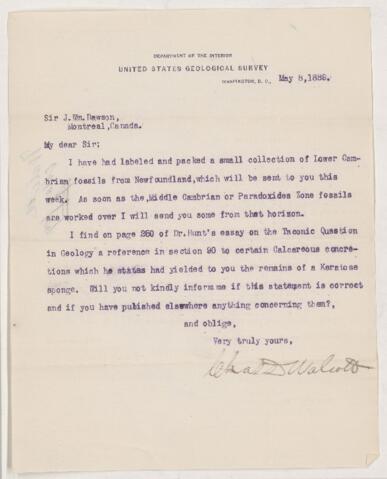 DEPARTMENT OF THE INTERIOR
UNITED STATES GEOLOGICAL SURVEY
WASHINGTON, D. C., May 8, 1889.
Sir J. Wm. Dawson,
Montreal, Canada.
My dear Sir;
I have had labeled and packed a small collection of Lower Cam-
brian fossils from Newfoundland, which will be sent to you this
week. As soon as the, Middle Cambrian or Paradoxides Zone fossils
are worked over I will send you some from that horizon.
I find on page 260 of Dr. Hunt's essay on the Taconic Question
in Geology a reference in section 90 to certain Calcareous concre-
tions which he states had yielded to you the remains of a Keratose
sponge. Will you not kindly inform me if this statement is correct
and if you have pulished elsewhere anything concerning them?,
and oblige,
Very truly yours,
Chas D Walcott